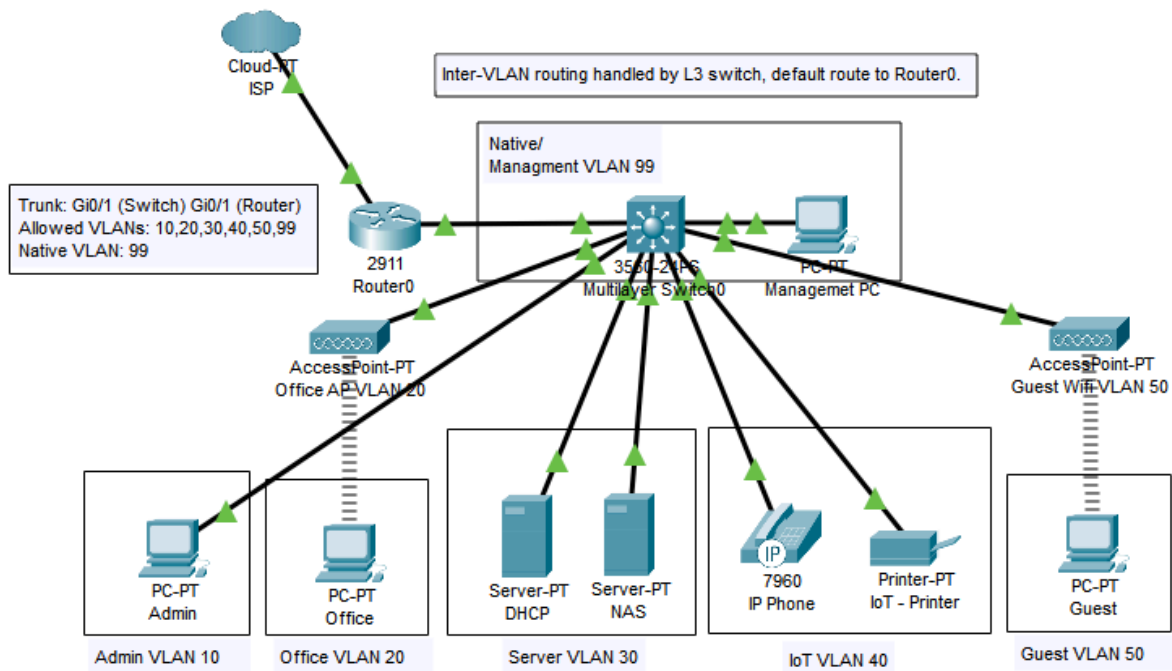 Cloud-PT
ISP
Inter-VLAN routing handled by L3 switch, default route to Router0.
Native/
Managment VLAN 99
Trunk: Gi0/1 (Switch) Gi0/1 (Router)
Allowed VLANs: 10,20,30,40,50,99
Native VLAN: 99
2911
Router0
3560-24PS
Multilayer Switch0
PC-PT
Managemet PC
AccessPoint-PT
Office AP VLAN 20
AccessPoint-PT
Guest Wifi VLAN 50
PC-PT
Admin
PC-PT
Office
Server-PT
DHCP
Server-PT
NAS
IP
7960
IP Phone
Printer-PT
IoT - Printer
PC-PT
Guest
Admin VLAN 10
Office VLAN 20
Server VLAN 30
IoT VLAN 40
Guest VLAN 50